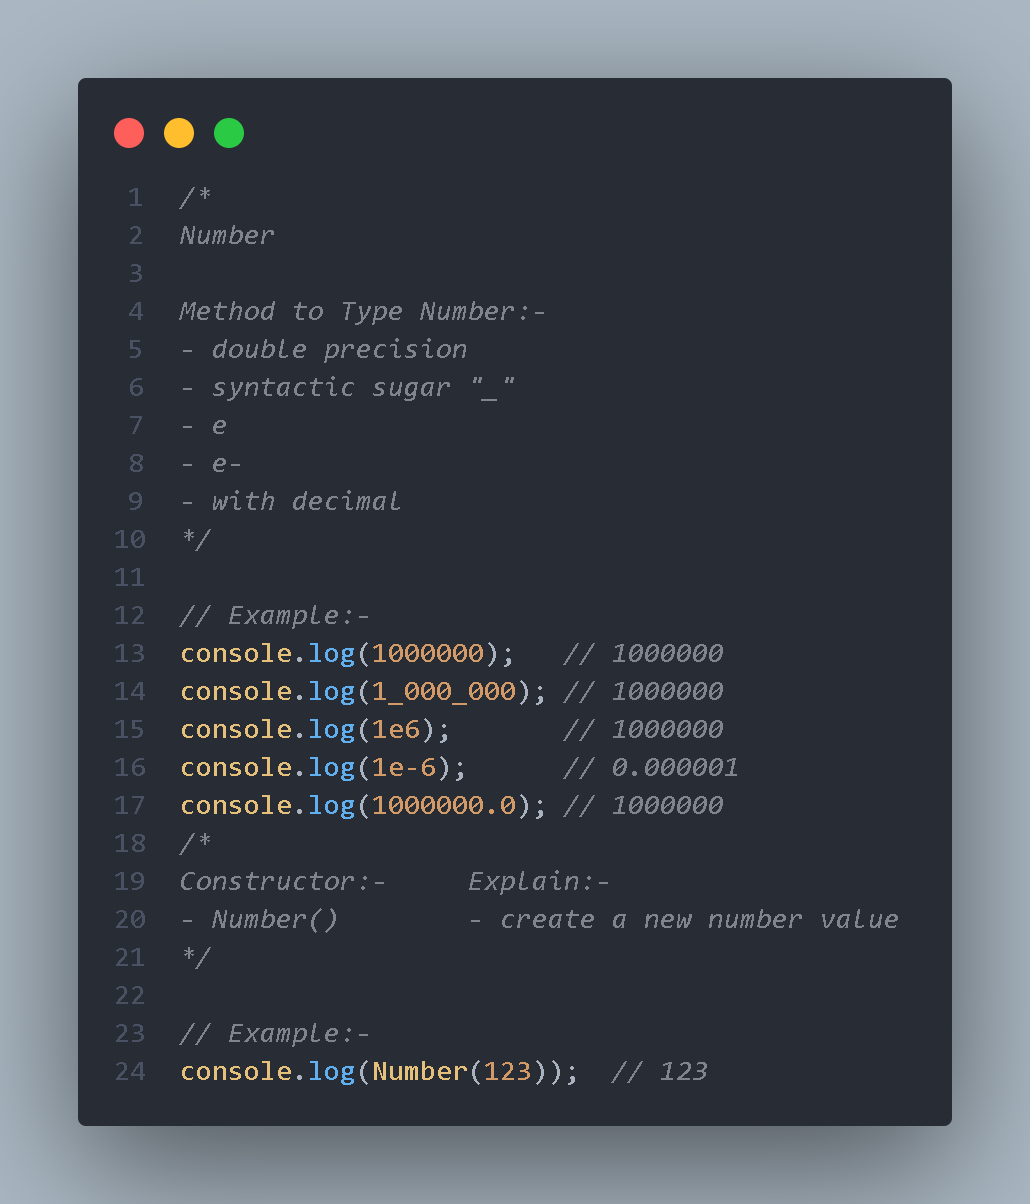 1 /*
2 Number
3
4 Method to Type Number:-
5 - double precision
6 - syntactic sugar "_"
7 - e
8 - e-
9 - with decimal
10 */
11
12 // Example:-
13 console.log(1000000);   // 1000000
14 console.log(1_000_000); // 1000000
15 console.log(1e6);       // 1000000
16 console.log(1e-6);      // 0.000001
17 console.log(1000000.0); // 1000000
18 /*
19 Constructor:-     Explain:-
20 - Number()        - create a new number value
21 */
22
23 // Example:-
24 console.log(Number(123));  // 123